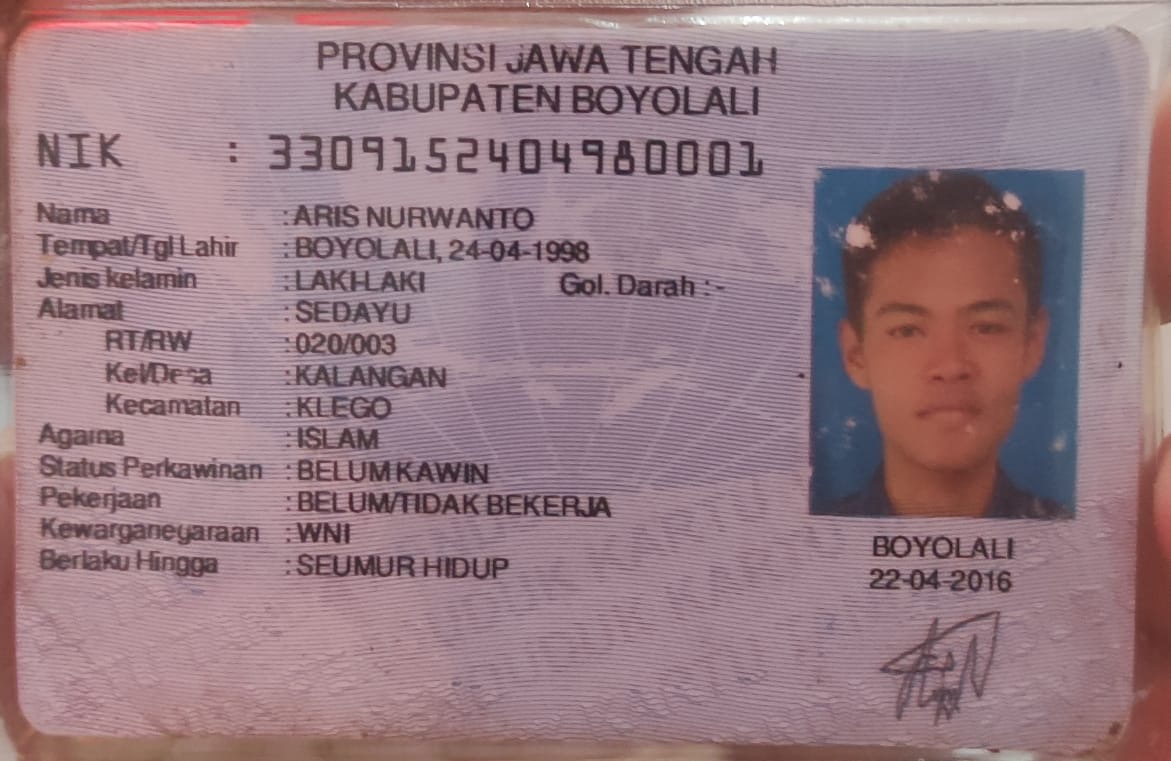 PROVINSI JAWA TENGAH
KABUPATEN BOYOLALI
NIK : 3309152404980001
Nama : ARIS NURWANTO
Tempat/Tgl Lahir : BOYOLALI, 24-04-1998
Jenis kelamin : LAKI-LAKI Gol. Darah : -
Alamat : SEDAYU
RT/RW : 020/003
Kel/Desa : KALANGAN
Kecamatan : KLEGO
Agama : ISLAM
Status Perkawinan : BELUM KAWIN
Pekerjaan : BELUM/TIDAK BEKERJA
Kewarganegaraan : WNI
Berlaku Hingga : SEUMUR HIDUP
BOYOLALI
22-04-2016